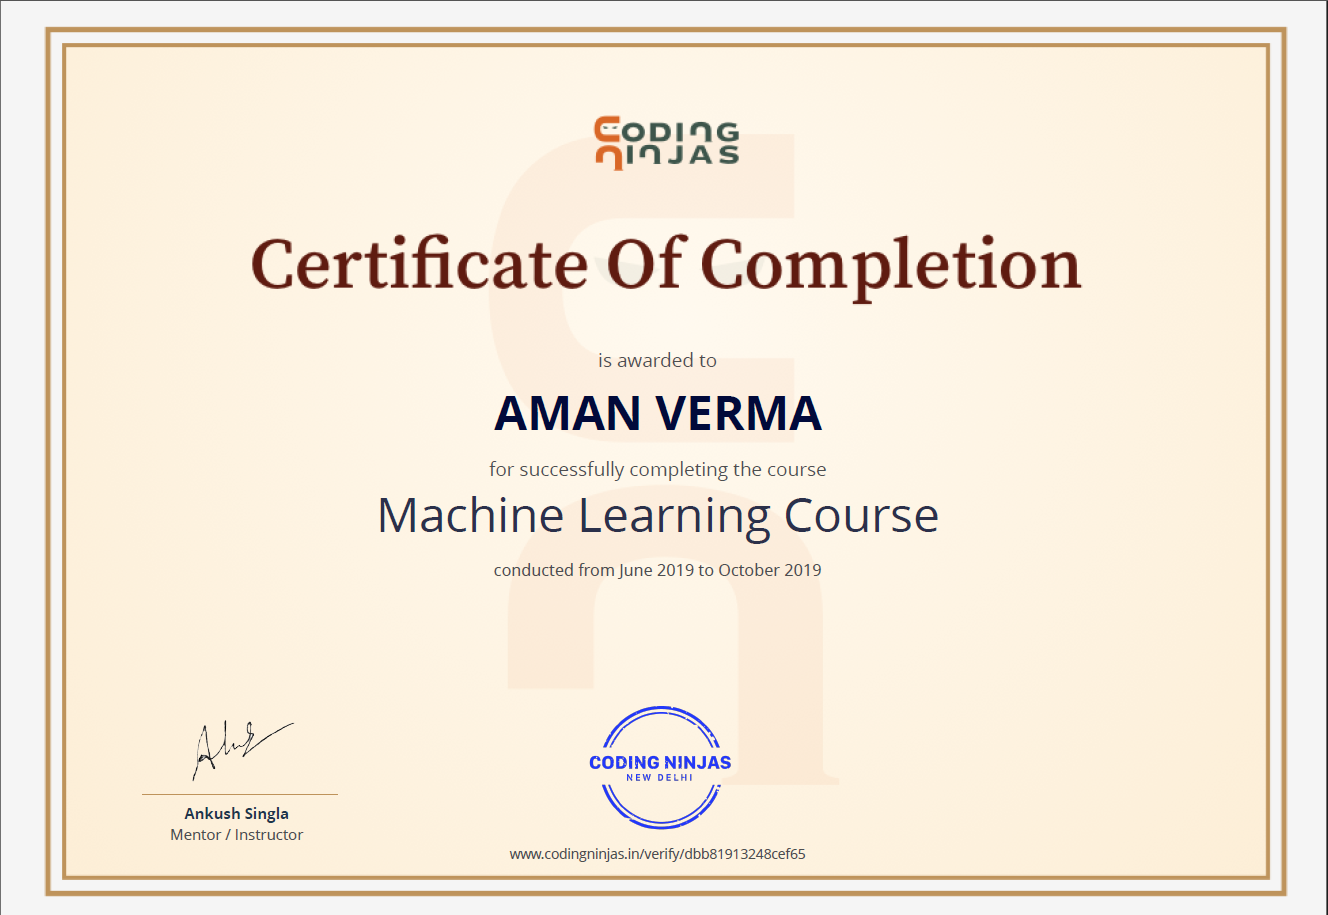 CODING
NINJAS
Certificate Of Completion
is awarded to
AMAN VERMA
for successfully completing the course
Machine Learning Course
conducted from June 2019 to October 2019
CODING NINJAS
NEW DELHI
Ankush Singla
Mentor / Instructor
www.codingninjas.in/verify/dbb81913248cef65